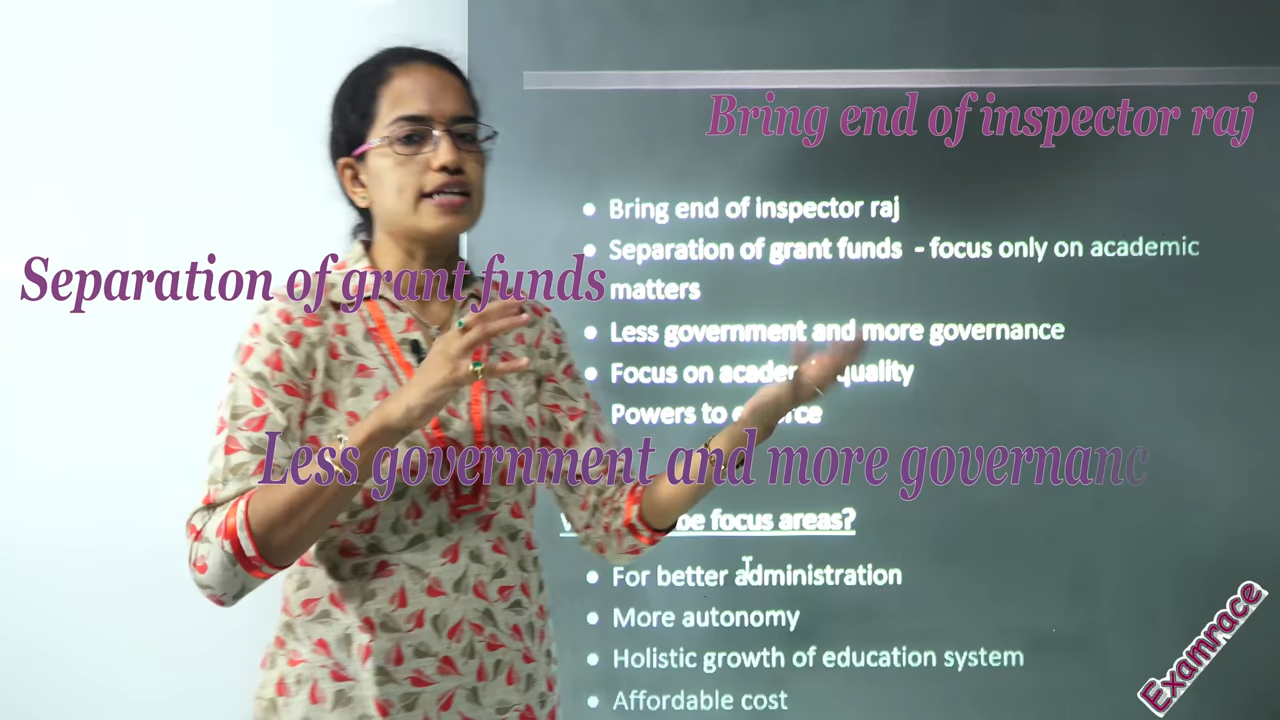 Bring end of inspector raj
• Bring end of inspector raj
• Separation of grant funds - focus only on academic
matters
Separation of grant funds
• Less government and more governance
• Focus on quality
Powers to
Less government and more governanc
be focus areas?
• For better administration
• More autonomy
• Holistic growth of education system
• Affordable cost
Examrace